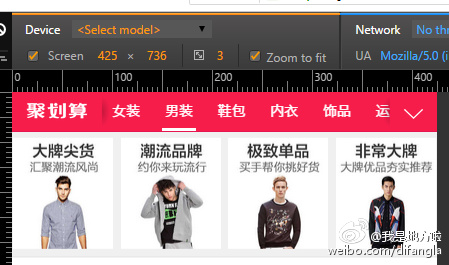 Device <Select model> Network No thro
Screen 425 × 736 3 Zoom to fit UA Mozilla/5.0 (i
0 100 200 300 400
聚划算 女装 男装 鞋包 内衣 饰品 运
大牌尖货 潮流品牌 极致单品 非常大牌
汇聚潮流风尚 约你来玩流行 买手帮你挑好货 大牌优品夯实推荐
@我是地方啦
weibo.com/difangla